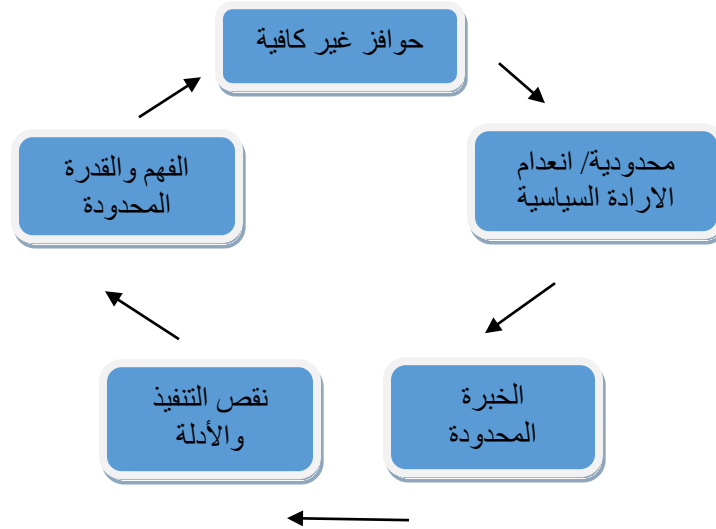 حوافز غير كافية
محدودية/ انعدام
الارادة السياسية
الخبرة
المحدودة
نقص التنفيذ
والأدلة
الفهم والقدرة
المحدودة